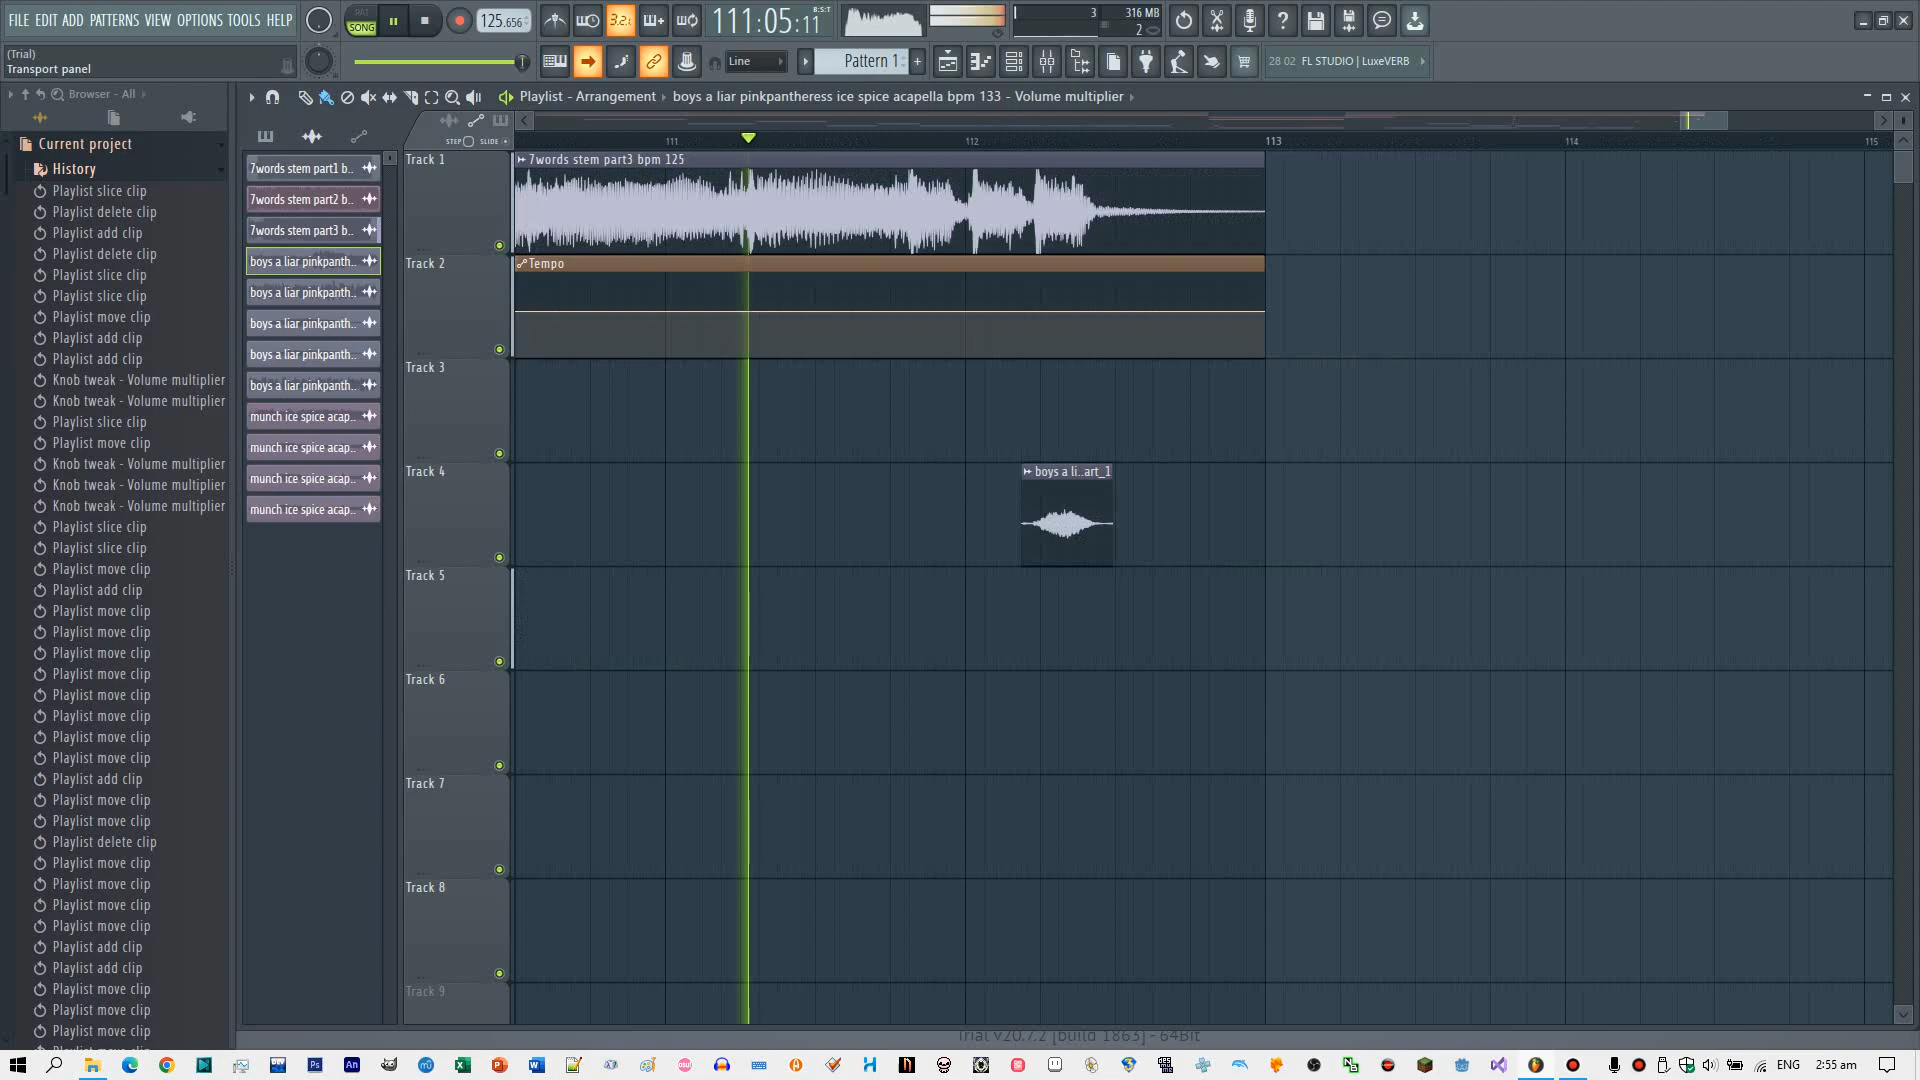 FILE EDIT ADD PATTERNS VIEW OPTIONS TOOLS HELP
(Trial)
Transport panel
PAT
SONG
125.656
3.2.
111:05:11
B:S:T
3
316 MB
2
Line
Pattern 1
28 02 FL STUDIO | LuxeVERB
Browser - All
Current project
History
Playlist slice clip
Playlist delete clip
Playlist add clip
Playlist delete clip
Playlist slice clip
Playlist slice clip
Playlist move clip
Playlist add clip
Playlist add clip
Knob tweak - Volume multiplier
Knob tweak - Volume multiplier
Playlist slice clip
Playlist move clip
Knob tweak - Volume multiplier
Knob tweak - Volume multiplier
Knob tweak - Volume multiplier
Playlist slice clip
Playlist slice clip
Playlist move clip
Playlist add clip
Playlist move clip
Playlist move clip
Playlist move clip
Playlist move clip
Playlist move clip
Playlist move clip
Playlist move clip
Playlist move clip
Playlist add clip
Playlist move clip
Playlist move clip
Playlist delete clip
Playlist move clip
Playlist move clip
Playlist move clip
Playlist move clip
Playlist add clip
Playlist add clip
Playlist move clip
Playlist move clip
Playlist move clip
Playlist - Arrangement
boys a liar pinkpantheress ice spice acapella bpm 133 - Volume multiplier
STEP
SLIDE
7words stem part1 b..
7words stem part2 b..
7words stem part3 b..
boys a liar pinkpanth..
boys a liar pinkpanth..
boys a liar pinkpanth..
boys a liar pinkpanth..
boys a liar pinkpanth..
munch ice spice acap..
munch ice spice acap..
munch ice spice acap..
munch ice spice acap..
111
112
113
114
115
Track 1
7words stem part3 bpm 125
Track 2
Tempo
Track 3
Track 4
boys a li..art_1
Track 5
Track 6
Track 7
Track 8
Track 9
Trial v20.7.2 [build 1863] - 64Bit
ENG
2:55 am